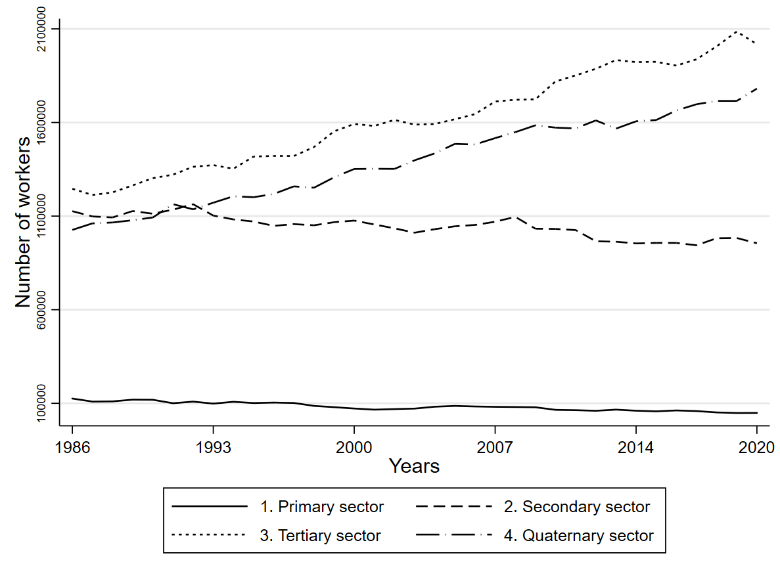 Number of workers
2100000
1600000
1100000
600000
100000
1986 1993 2000 2007 2014 2020
Years
1. Primary sector 2. Secondary sector
3. Tertiary sector 4. Quaternary sector